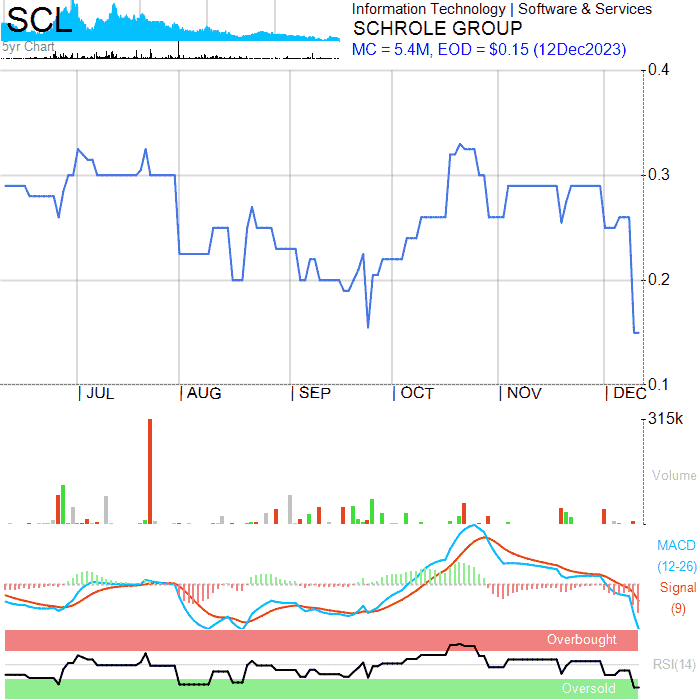 SCL
Information Technology | Software & Services
SCHROLE GROUP
MC = 5.4M, EOD = $0.15 (12Dec2023)
5yr Chart
0.4
0.3
0.2
0.1
| JUL | AUG | SEP | OCT | NOV | DEC
315k
Volume
MACD
(12-26)
Signal
(9)
Overbought
RSI(14)
Oversold